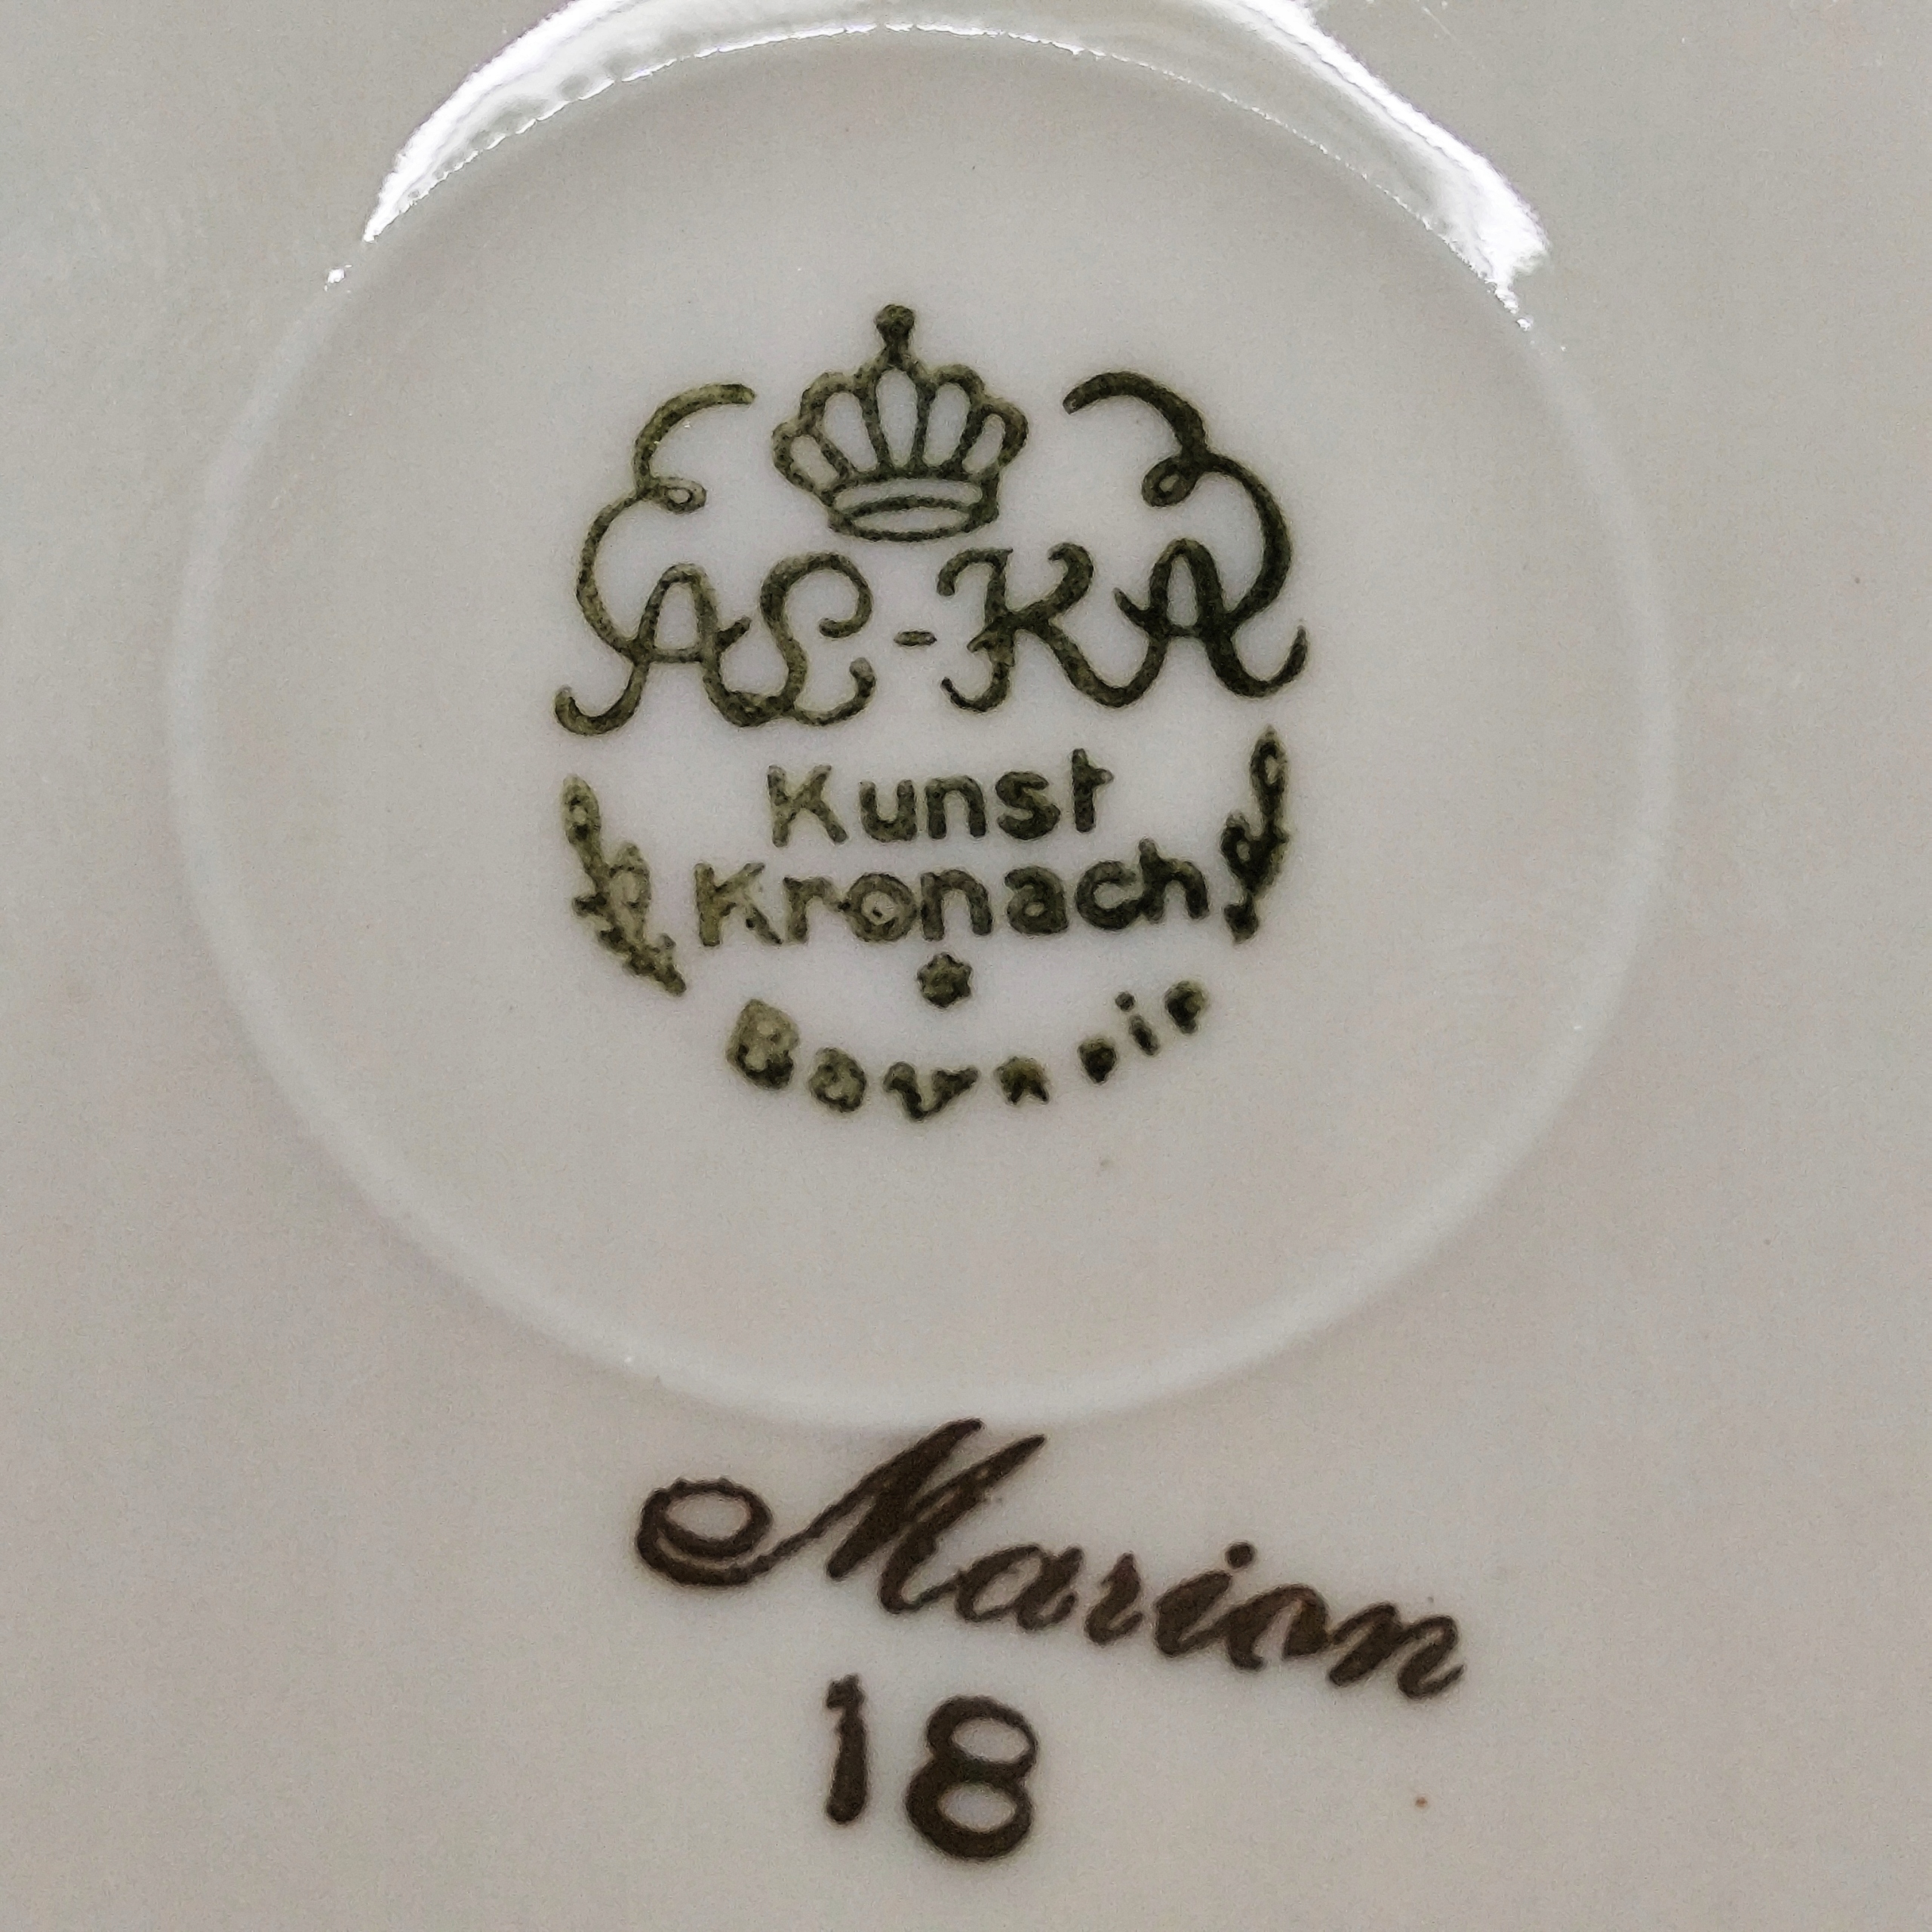 AL-KA
Kunst
Kronach
Bavaria
Marion
18